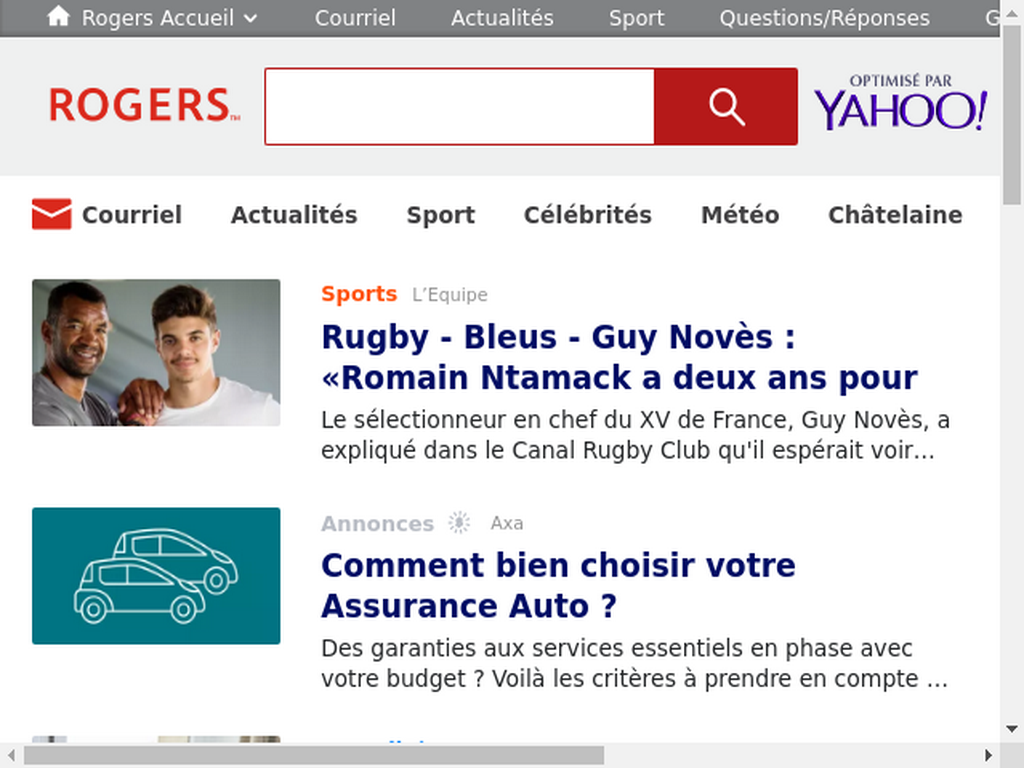 Rogers Accueil Courriel Actualités Sport Questions/Réponses G
ROGERS™
OPTIMISÉ PAR
YAHOO!
Courriel Actualités Sport Célébrités Météo Châtelaine
Sports L'Equipe
Rugby - Bleus - Guy Novès :
«Romain Ntamack a deux ans pour
Le sélectionneur en chef du XV de France, Guy Novès, a
expliqué dans le Canal Rugby Club qu'il espérait voir...
Annonces Axa
Comment bien choisir votre
Assurance Auto ?
Des garanties aux services essentiels en phase avec
votre budget ? Voilà les critères à prendre en compte ...